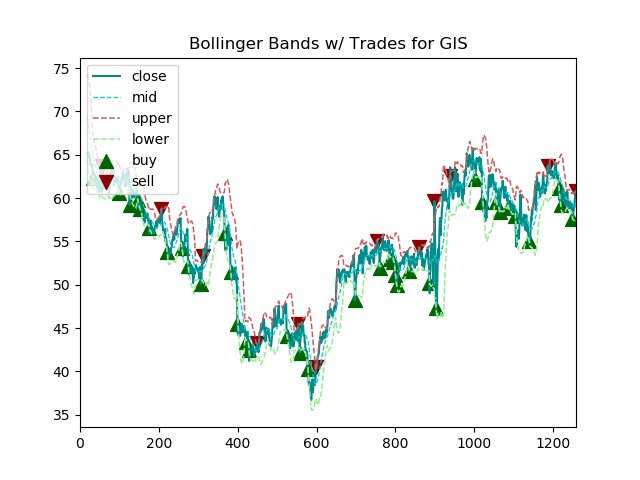 Bollinger Bands w/ Trades for GIS
close
mid
upper
lower
buy
sell
75
70
65
60
55
50
45
40
35
0 200 400 600 800 1000 1200